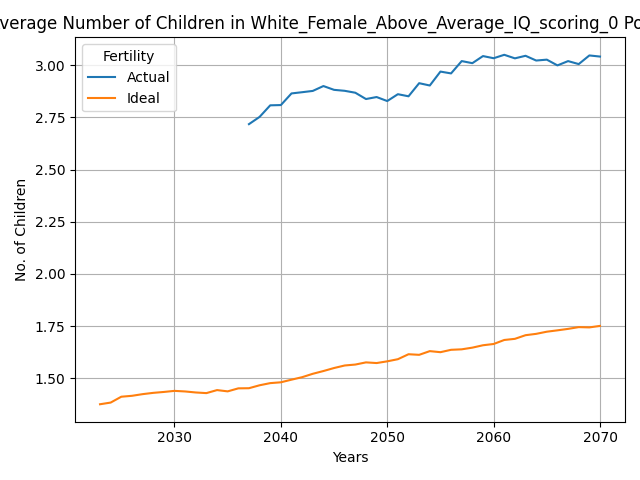 verage Number of Children in White_Female_Above_Average_IQ_scoring_0 Po
Fertility
Actual
Ideal
No. of Children
3.00
2.75
2.50
2.25
2.00
1.75
1.50
2030 2040 2050 2060 2070
Years